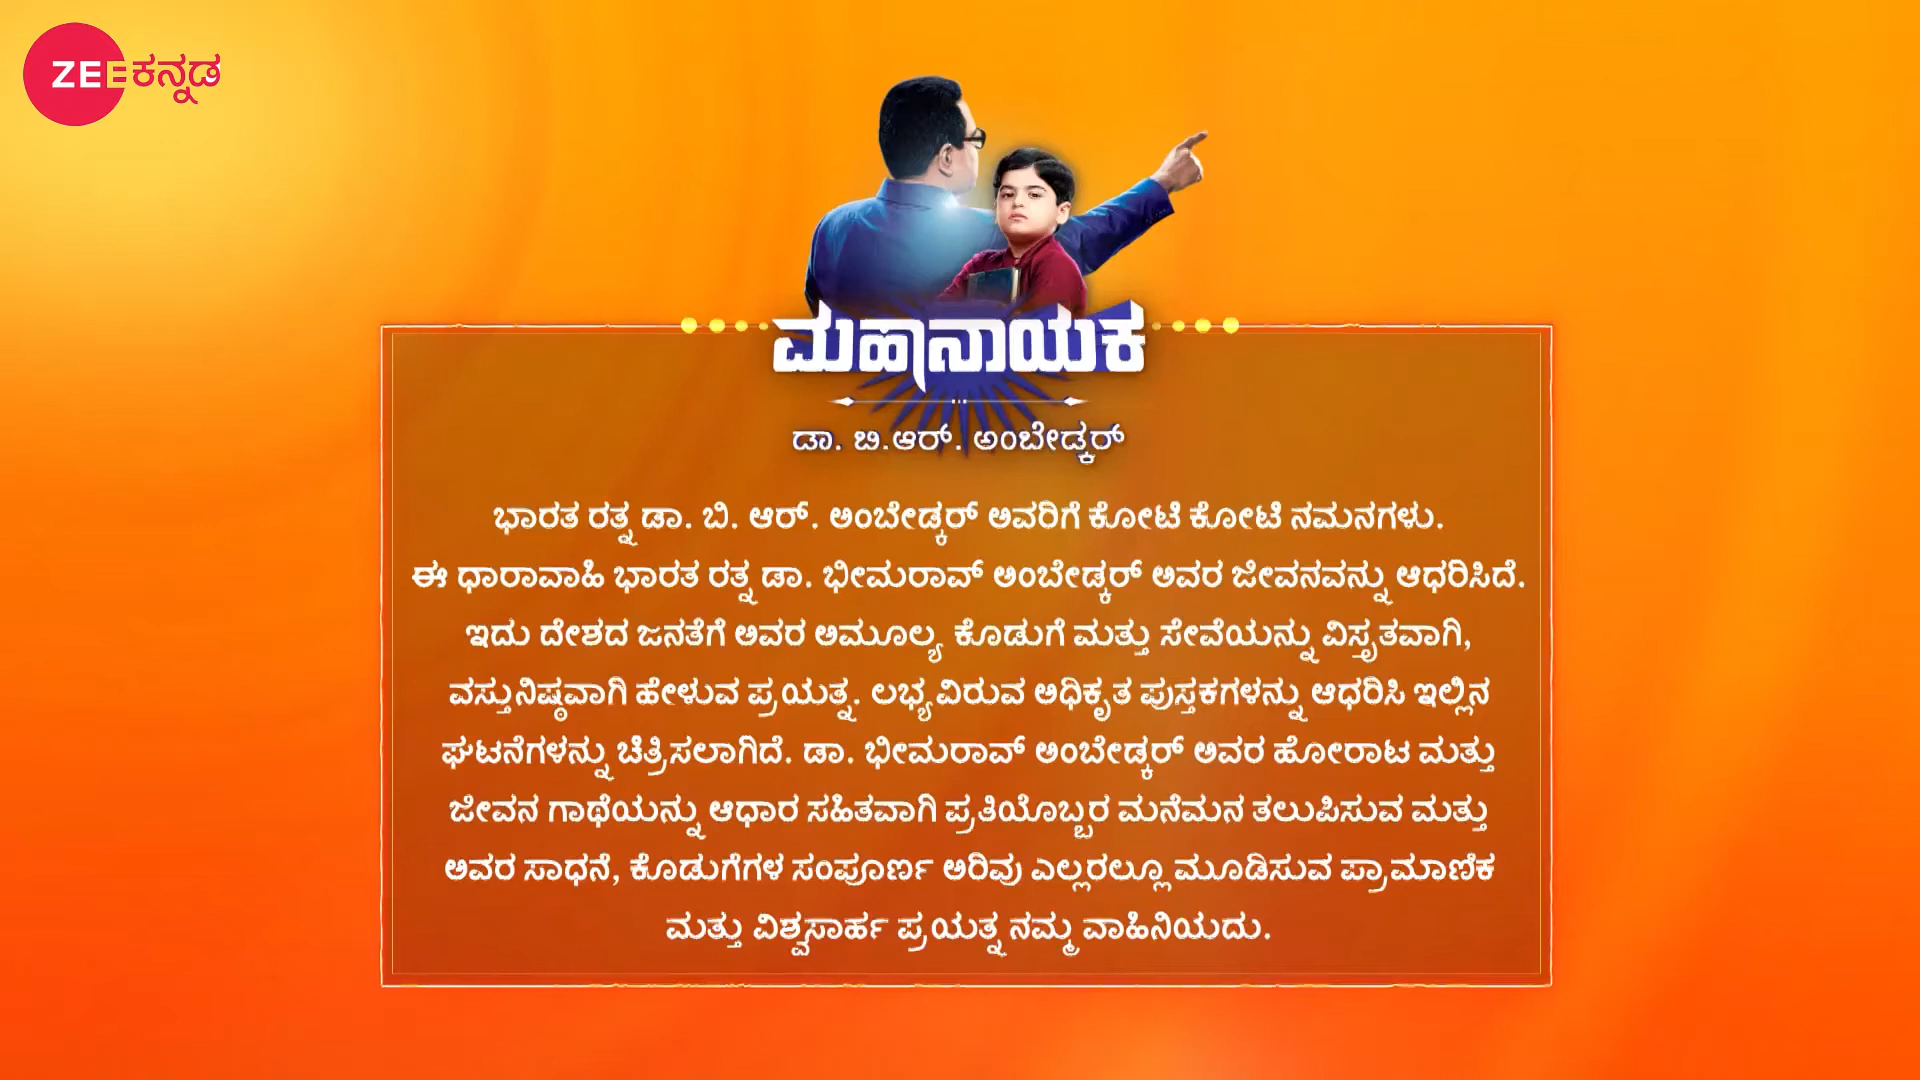 ZEE ಕನ್ನಡ
ಮಹಾನಾಯಕ
ಡಾ. ಬಿ.ಆರ್. ಅಂಬೇಡ್ಕರ್
ಭಾರತ ರತ್ನ ಡಾ. ಬಿ. ಆರ್. ಅಂಬೇಡ್ಕರ್ ಅವರಿಗೆ ಕೋಟಿ ಕೋಟಿ ನಮನಗಳು.
ಈ ಧಾರಾವಾಹಿ ಭಾರತ ರತ್ನ ಡಾ. ಭೀಮರಾವ್ ಅಂಬೇಡ್ಕರ್ ಅವರ ಜೀವನವನ್ನು ಆಧರಿಸಿದೆ.
ಇದು ದೇಶದ ಜನತೆಗೆ ಅವರ ಅಮೂಲ್ಯ ಕೊಡುಗೆ ಮತ್ತು ಸೇವೆಯನ್ನು ವಿಸ್ತೃತವಾಗಿ,
ವಸ್ತುನಿಷ್ಠವಾಗಿ ಹೇಳುವ ಪ್ರಯತ್ನ. ಲಭ್ಯವಿರುವ ಅಧಿಕೃತ ಪುಸ್ತಕಗಳನ್ನು ಆಧರಿಸಿ ಇಲ್ಲಿನ
ಘಟನೆಗಳನ್ನು ಚಿತ್ರಿಸಲಾಗಿದೆ. ಡಾ. ಭೀಮರಾವ್ ಅಂಬೇಡ್ಕರ್ ಅವರ ಹೋರಾಟ ಮತ್ತು
ಜೀವನ ಗಾಥೆಯನ್ನು ಆಧಾರ ಸಹಿತವಾಗಿ ಪ್ರತಿಯೊಬ್ಬರ ಮನೆಮನ ತಲುಪಿಸುವ ಮತ್ತು
ಅವರ ಸಾಧನೆ, ಕೊಡುಗೆಗಳ ಸಂಪೂರ್ಣ ಅರಿವು ಎಲ್ಲರಲ್ಲೂ ಮೂಡಿಸುವ ಪ್ರಾಮಾಣಿಕ
ಮತ್ತು ವಿಶ್ವಸಾರ್ಹ ಪ್ರಯತ್ನ ನಮ್ಮ ವಾಹಿನಿಯದು.